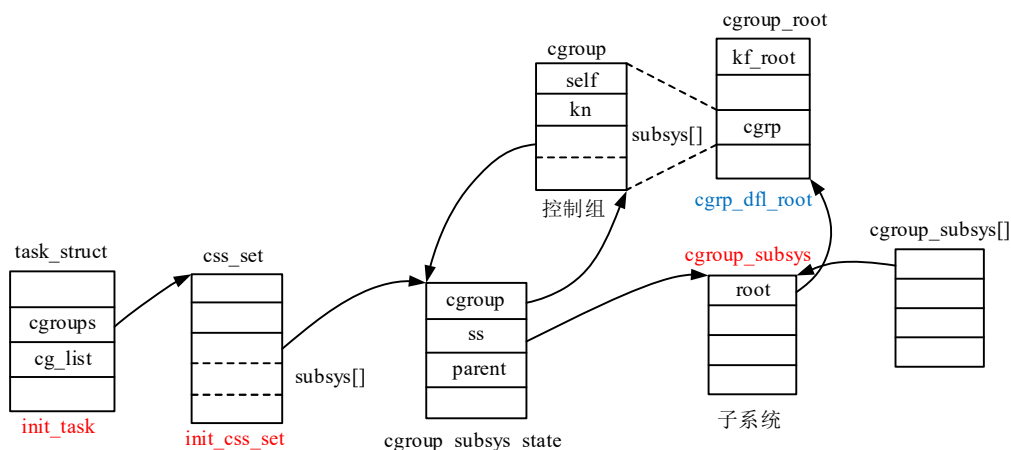 cgroup_root
kf_root
cgrp
cgrp_dfl_root
cgroup
self
kn
subsys[]
控制组
task_struct
cgroups
cg_list
init_task
css_set
subsys[]
init_css_set
cgroup
ss
parent
cgroup_subsys_state
cgroup_subsys
root
子系统
cgroup_subsys[]